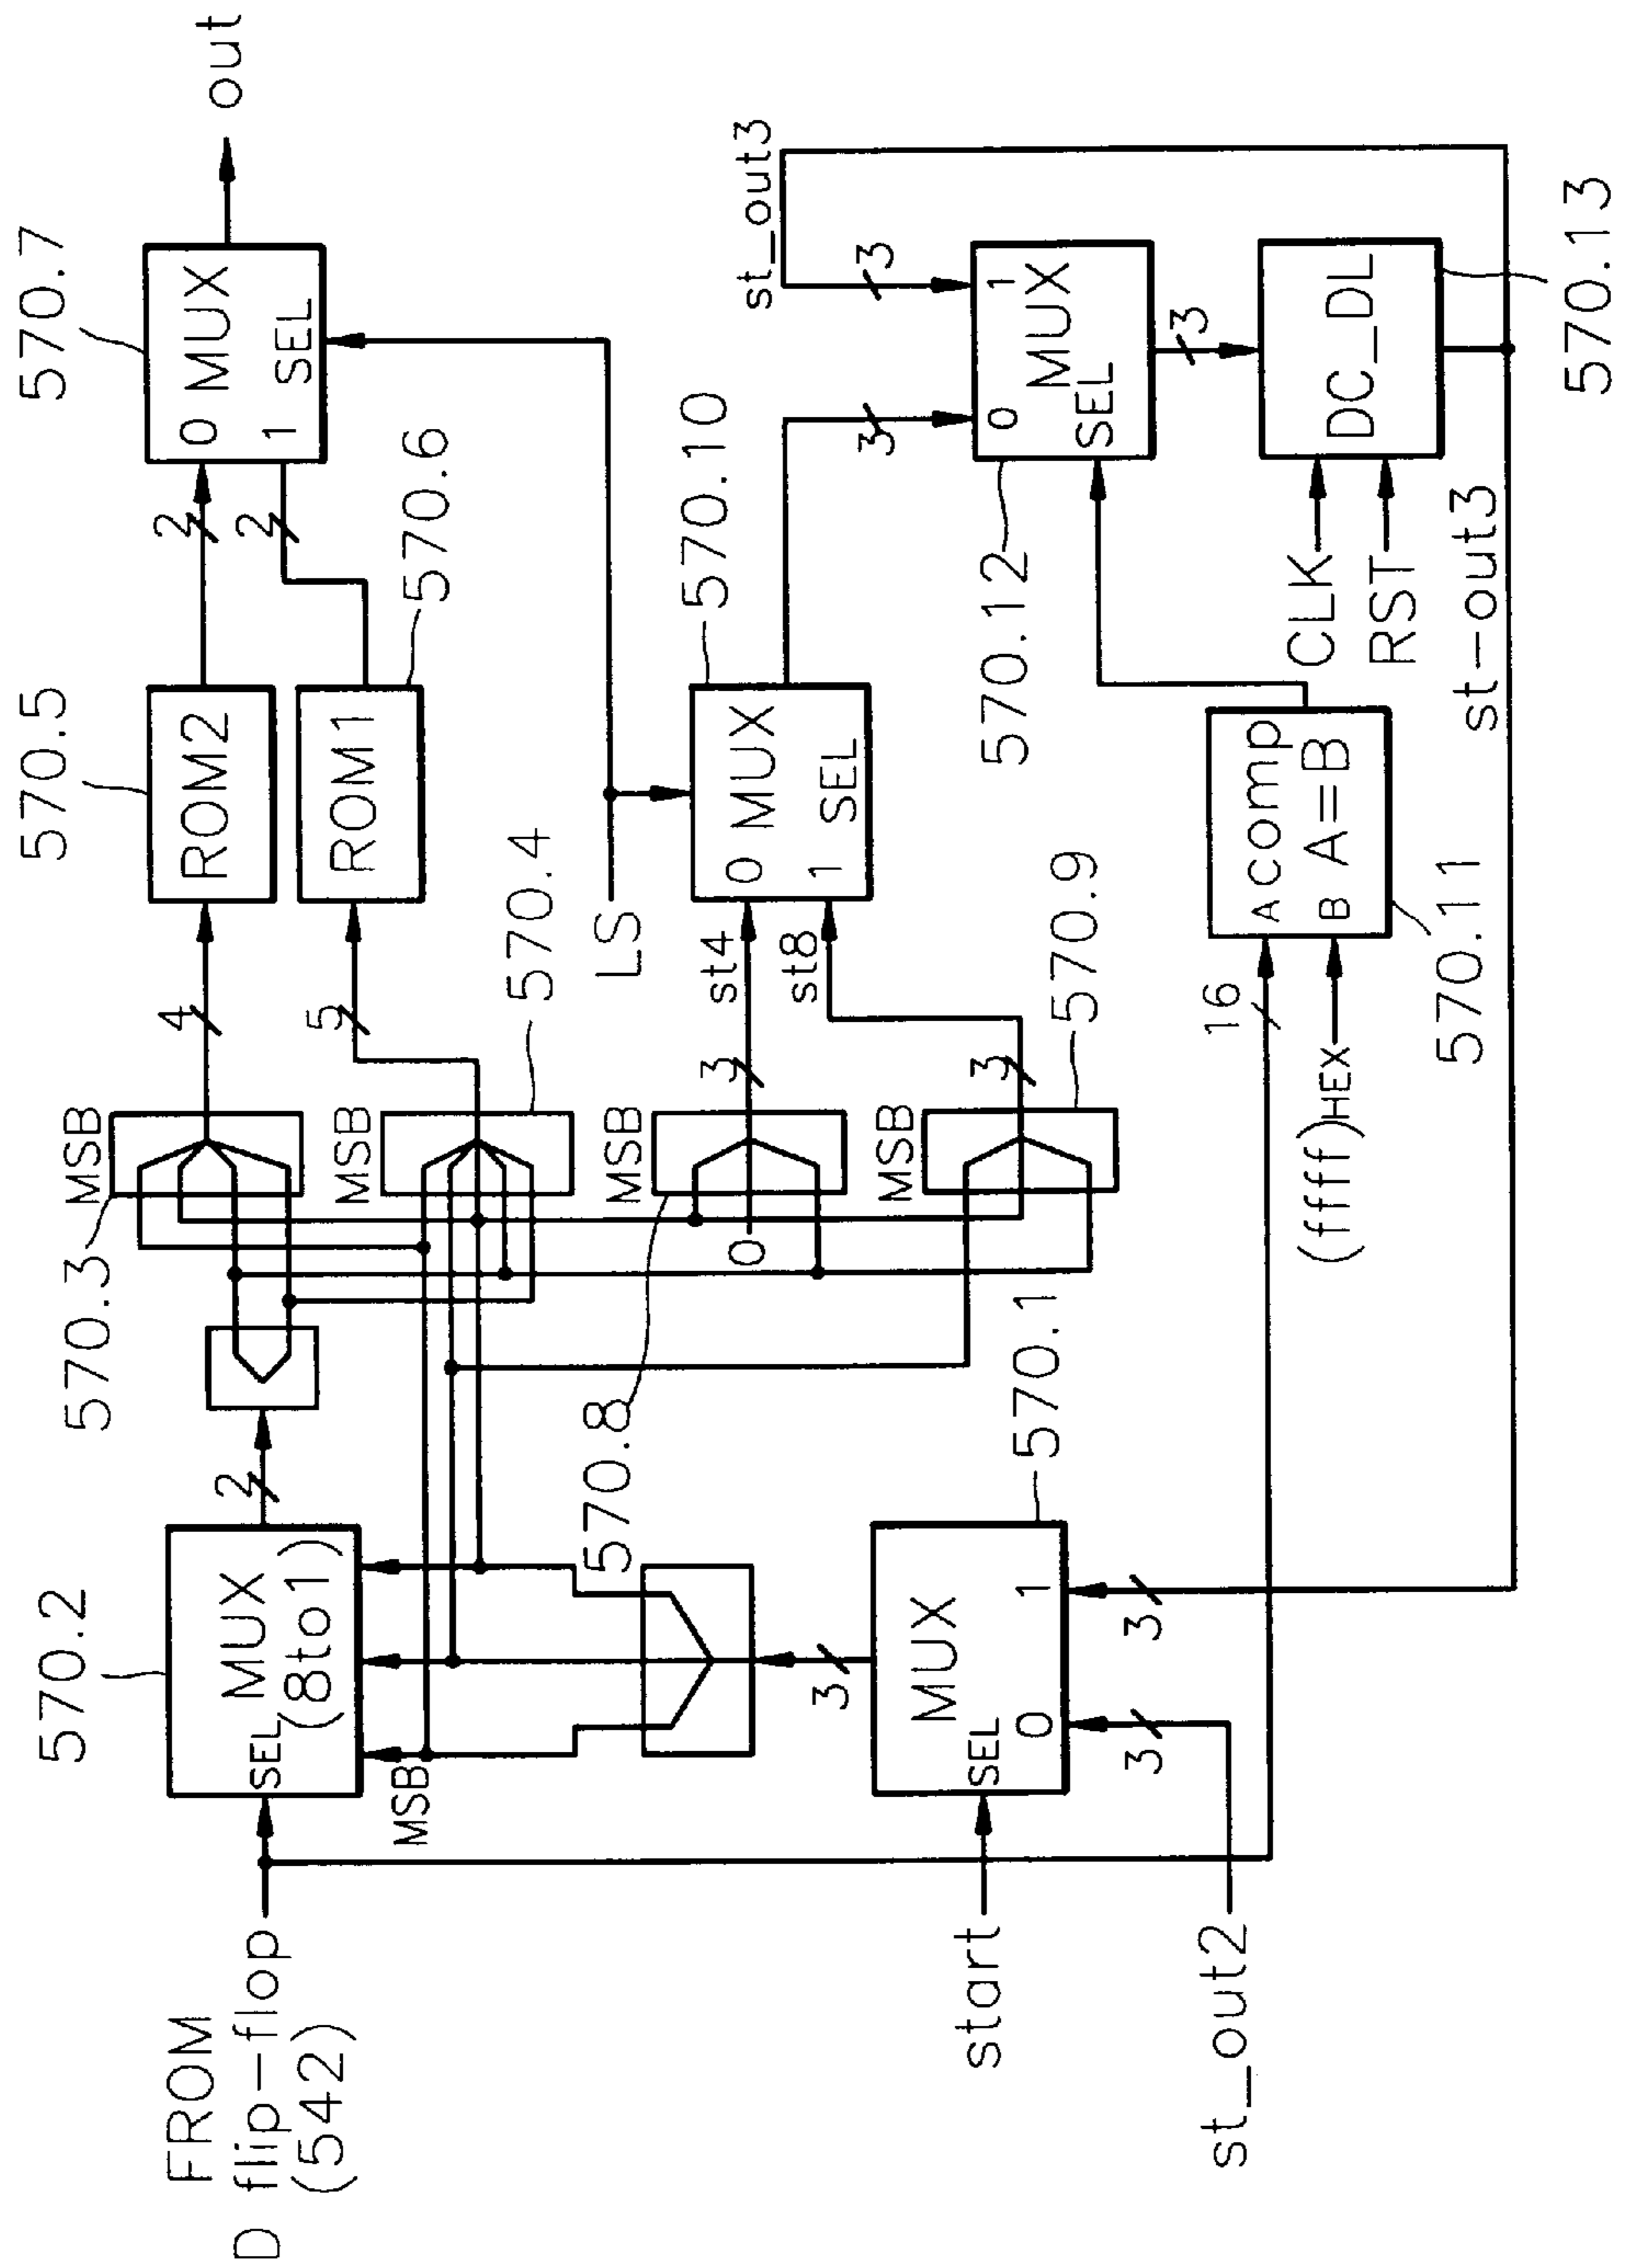 FROM
D flip-flop
(542)
570.2
SEL
MUX
(8to1)
MSB
2
570.3
MSB
4
570.5
ROM2
2
570.7
0
MUX
1
SEL
out
MSB
5
570.4
ROM1
2
570.6
LS
570.8
MSB
0
3
st4
0
MUX
1
SEL
570.10
3
MSB
3
st8
570.9
start
SEL
MUX
0
1
3
570.1
st_out2
3
3
16
A comp
B A=B
(ffff)HEX
570.11
570.12
0
MUX
1
SEL
st_out3
3
3
CLK
RST
DC_DL
570.13
st-out3